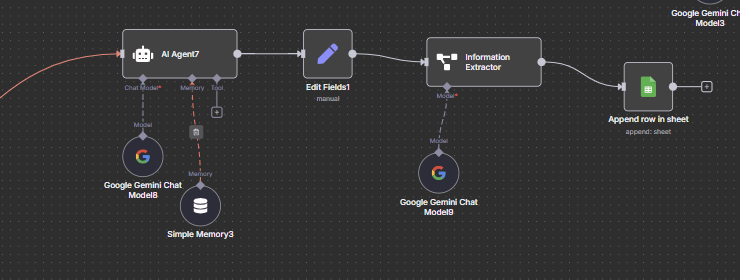 Google Gemini Ch
Model3
AI Agent7
Chat Model*
Memory
Tool
Edit Fields1
manual
Information
Extractor
Model*
Append row in sheet
append: sheet
Model
Google Gemini Chat
Model8
Memory
Simple Memory3
Model
Google Gemini Chat
Model9